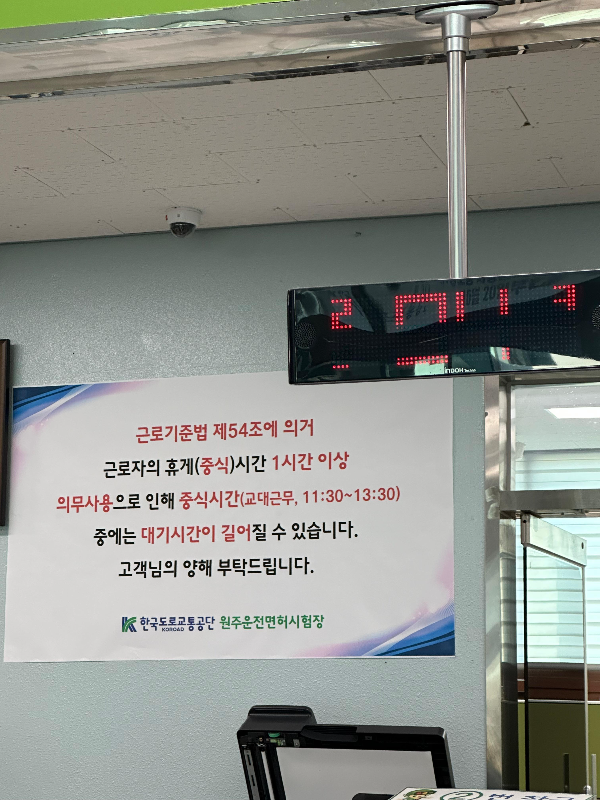 근로기준법 제54조에 의거
근로자의 휴게(중식)시간 1시간 이상
의무사용으로 인해 중식시간(교대근무, 11:30~13:30)
중에는 대기시간이 길어질 수 있습니다.
고객님의 양해 부탁드립니다.
한국도로교통공단 원주운전면허시험장
KOROAD